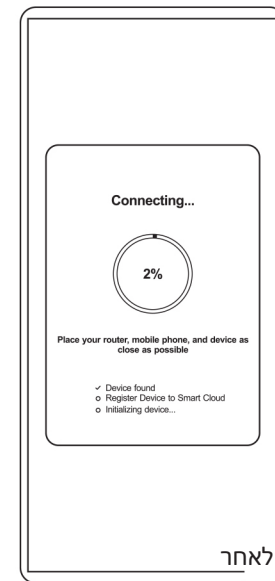 Connecting...
2%
Place your router, mobile phone, and device as
close as possible
✓ Device found
o Register Device to Smart Cloud
o Initializing device...
לאחר